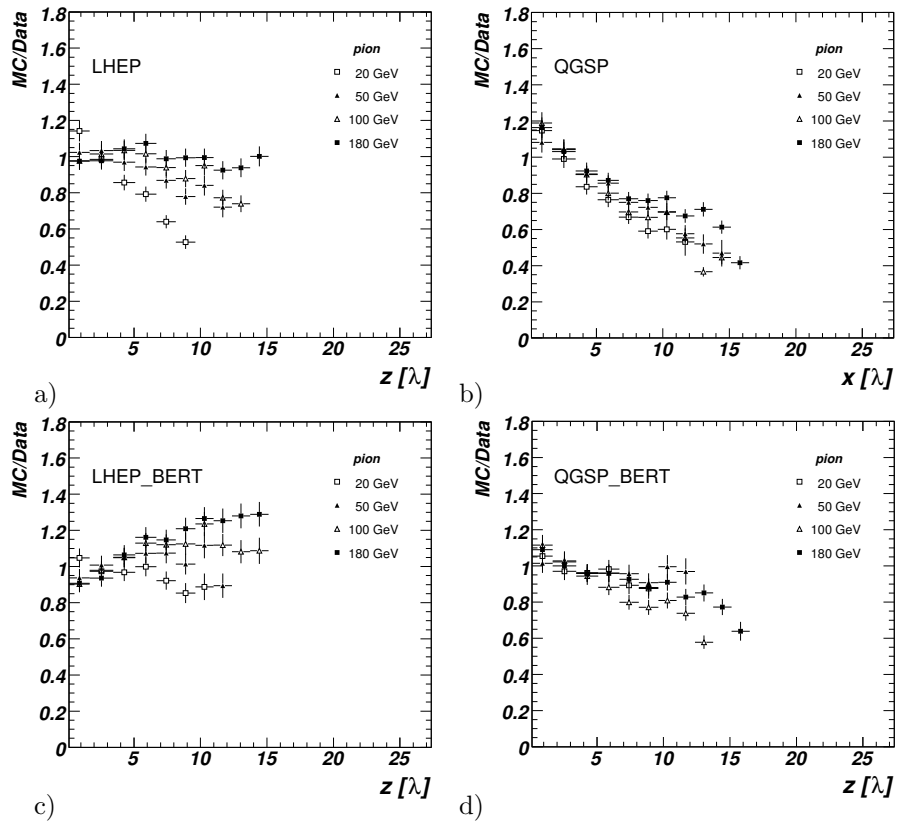 MC/Data
1.8
1.6
1.4
1.2
1
0.8
0.6
0.4
0.2
0
LHEP
pion
20 GeV
50 GeV
100 GeV
180 GeV
5 10 15 20 25
z [λ]
a)
MC/Data
1.8
1.6
1.4
1.2
1
0.8
0.6
0.4
0.2
0
QGSP
pion
20 GeV
50 GeV
100 GeV
180 GeV
5 10 15 20 25
x [λ]
b)
MC/Data
1.8
1.6
1.4
1.2
1
0.8
0.6
0.4
0.2
0
LHEP_BERT
pion
20 GeV
50 GeV
100 GeV
180 GeV
5 10 15 20 25
z [λ]
c)
MC/Data
1.8
1.6
1.4
1.2
1
0.8
0.6
0.4
0.2
0
QGSP_BERT
pion
20 GeV
50 GeV
100 GeV
180 GeV
5 10 15 20 25
z [λ]
d)